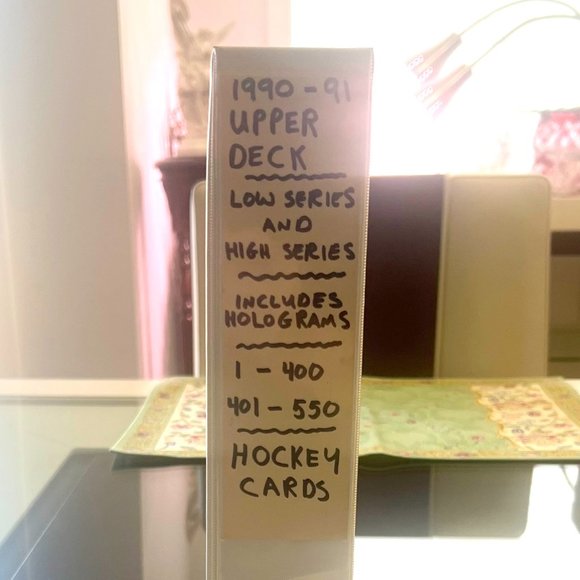 1990 - 91
UPPER
DECK
LOW SERIES
AND
HIGH SERIES
INCLUDES
HOLOGRAMS
1 - 400
401 - 550
HOCKEY
CARDS